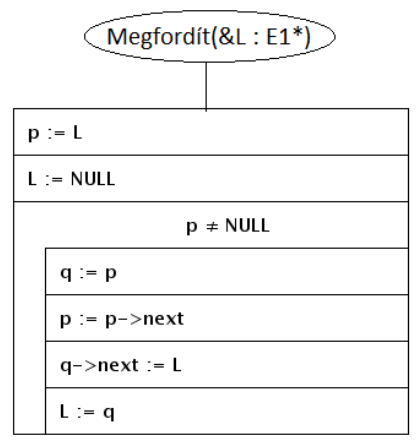 Megfordít(&L : E1*)
p := L
L := NULL
p ≠ NULL
q := p
p := p->next
q->next := L
L := q